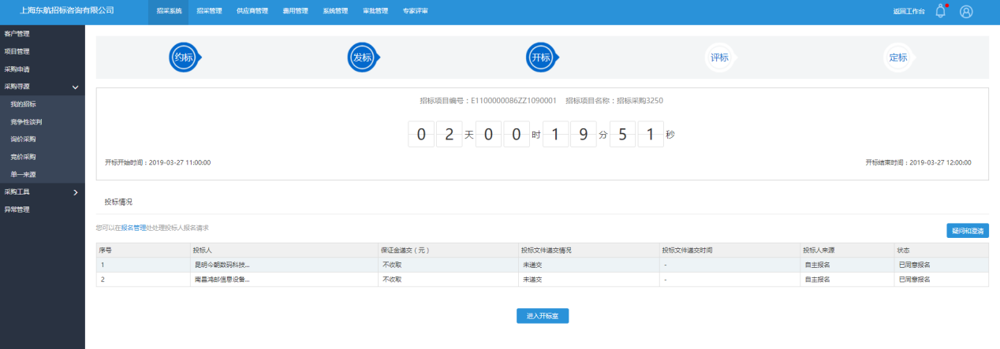 上海东航招标咨询有限公司 招采系统 招采管理 供应商管理 费用管理 系统管理 审批管理 专家评审 返回工作台
客户管理
项目管理
采购申请
采购寻源
我的招标
竞争性谈判
询价采购
竞价采购
单一来源
采购工具
异常管理
约标 发标 开标 评标 定标
招标项目编号：E1100000086ZZ1090001 招标项目名称：招标采购3250
02天00时19分51秒
开标开始时间：2019-03-27 11:00:00 开标结束时间：2019-03-27 12:00:00
投标情况
您可以在报名管理处处理投标人报名请求 疑问和澄清
序号 投标人 保证金递交（元） 投标文件递交情况 投标文件递交时间 投标人来源 状态
1 昆明今朝数码科技... 不收取 未递交 - 自主报名 已同意报名
2 南昌鸿邮信息设备... 不收取 未递交 - 自主报名 已同意报名
进入开标室